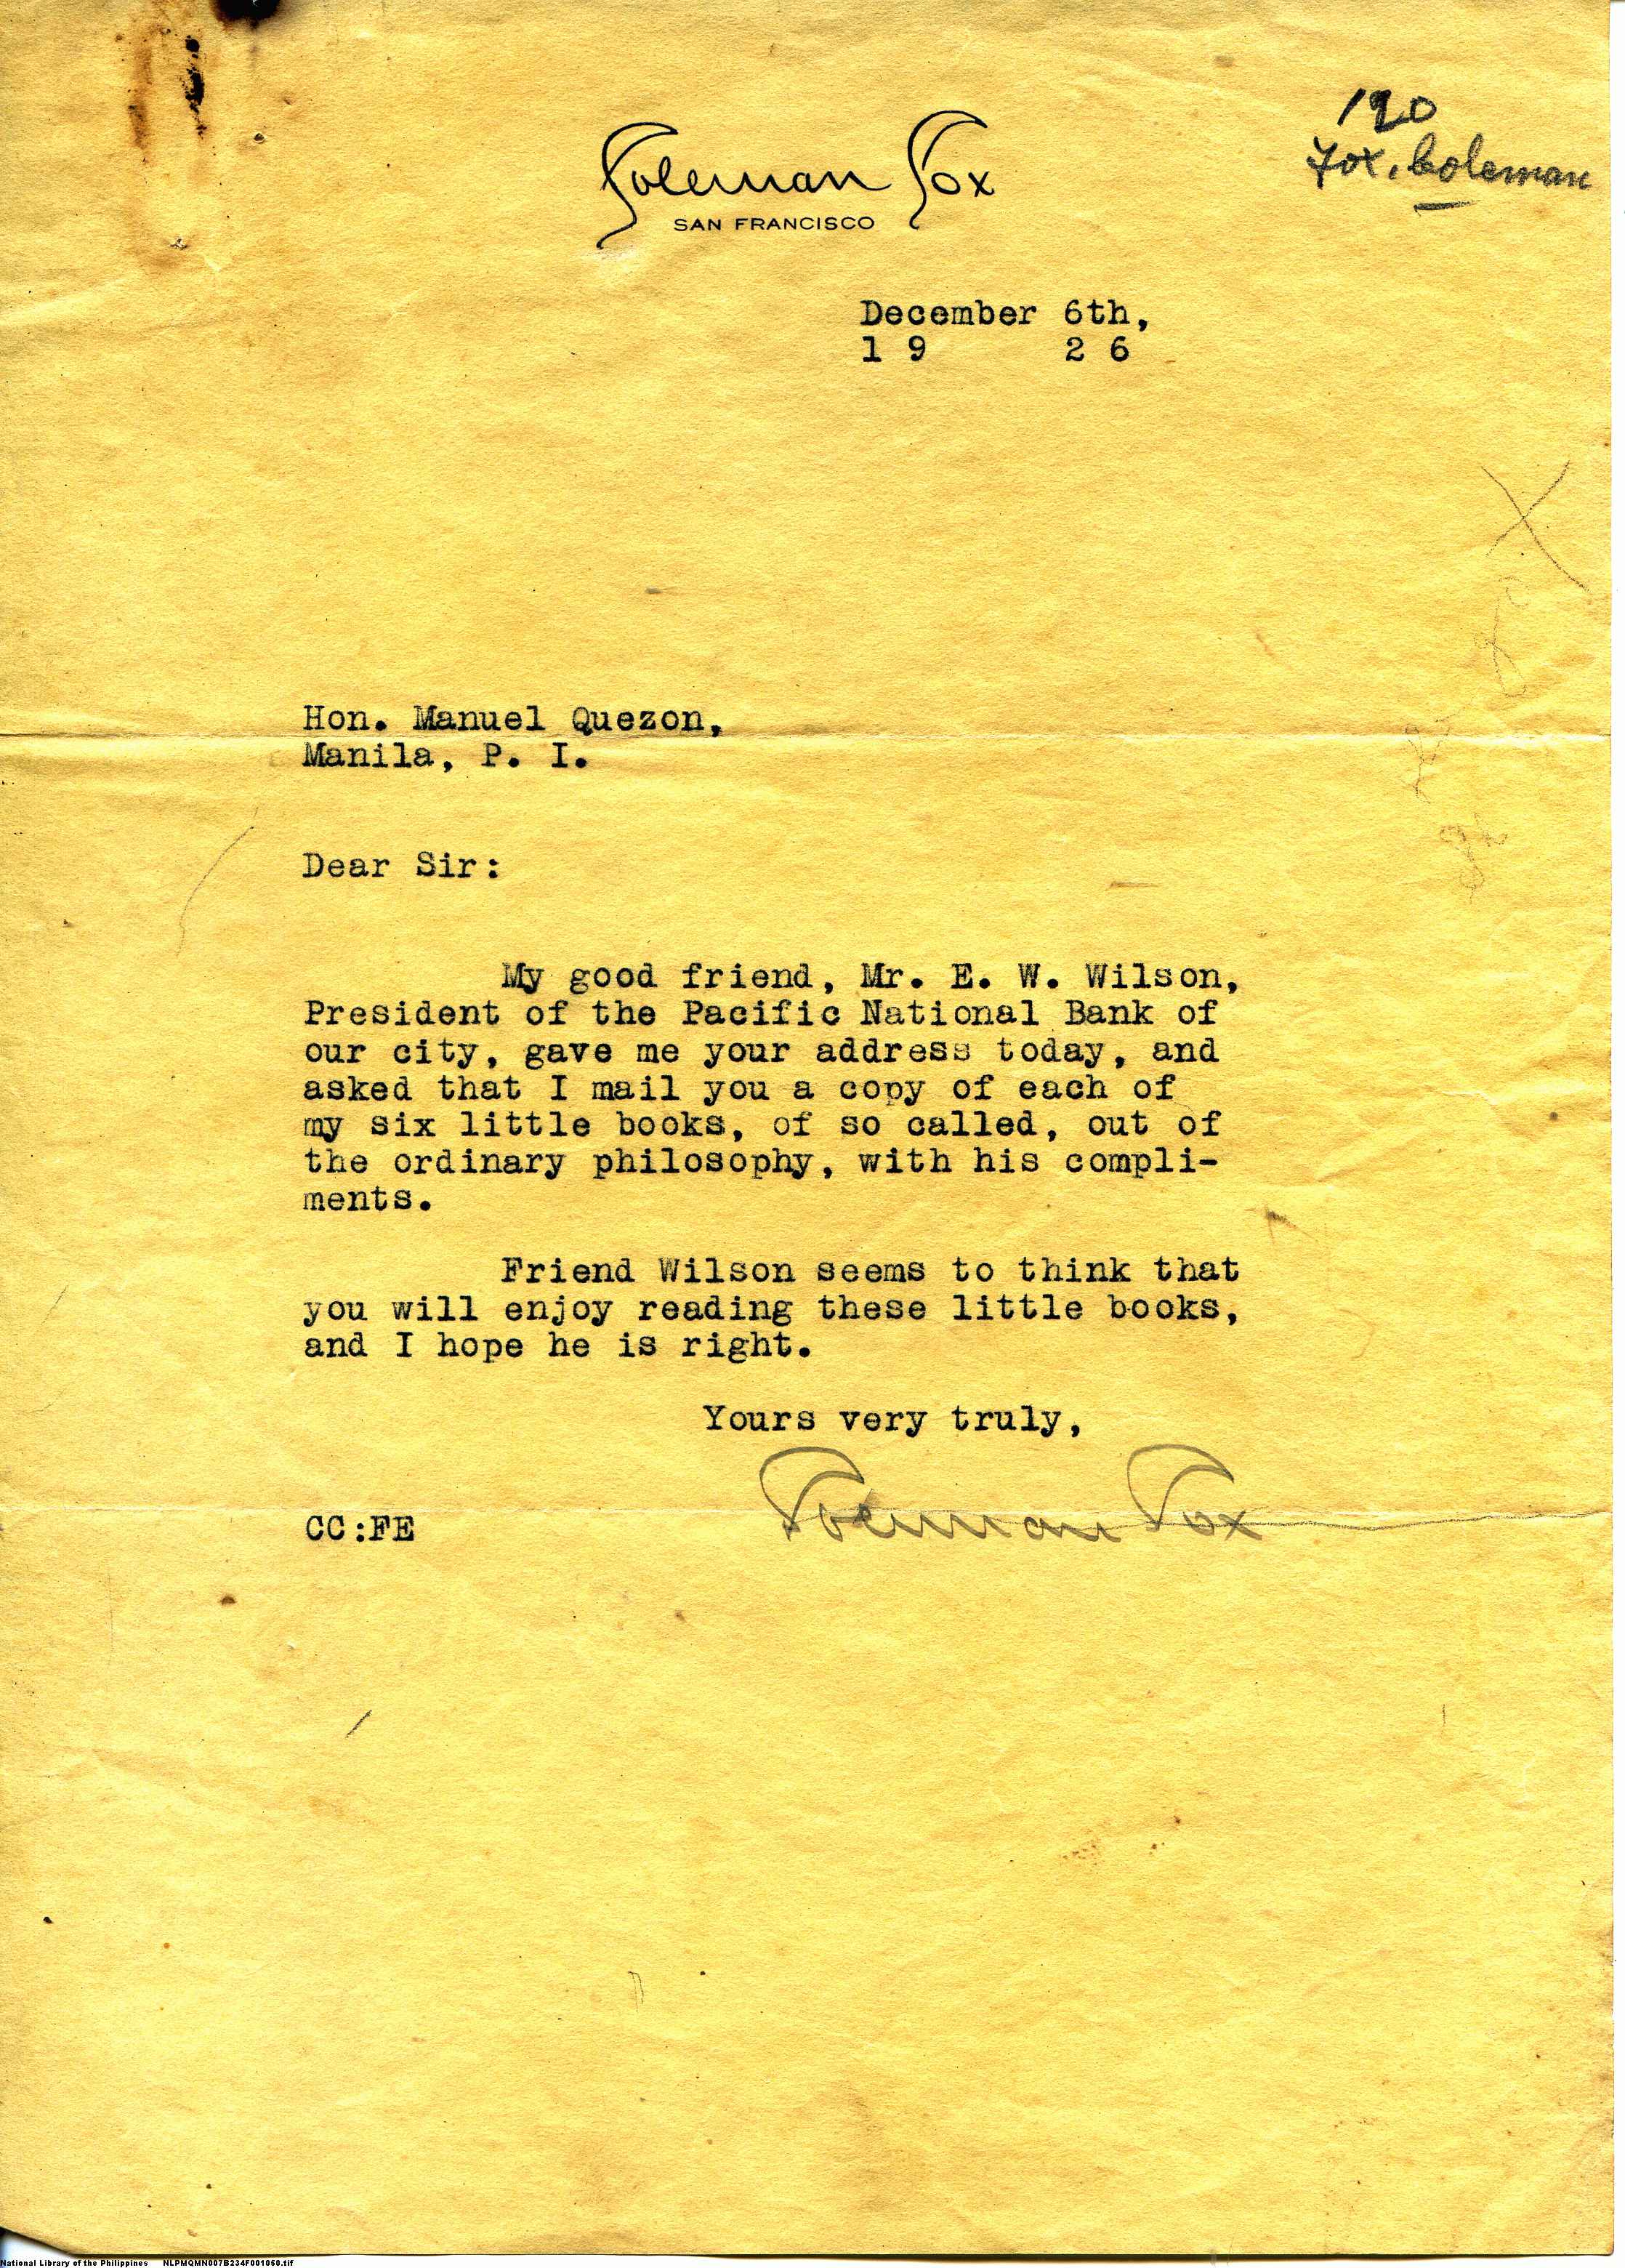 120
Fox, Coleman
Coleman Fox
SAN FRANCISCO
December 6th,
1 9 2 6
Hon. Manuel Quezon,
Manila, P. I.
Dear Sir:
My good friend, Mr. E. W. Wilson,
President of the Pacific National Bank of
our city, gave me your address today, and
asked that I mail you a copy of each of
my six little books, of so called, out of
the ordinary philosophy, with his compli-
ments.
Friend Wilson seems to think that
you will enjoy reading these little books,
and I hope he is right.
Yours very truly,
Coleman Fox
CC:FE
National Library of the Philippines NLPMQMN007B234F001050.tif